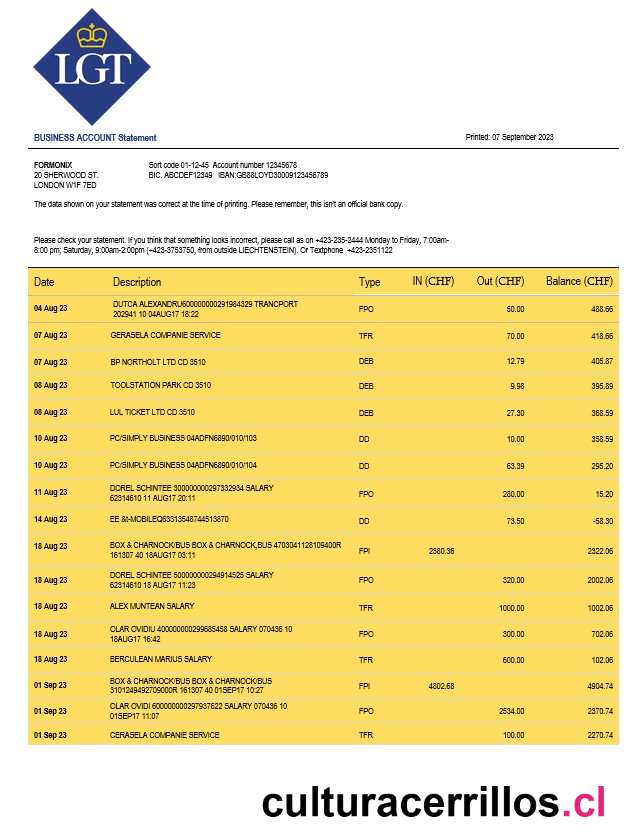 LGT
BUSINESS ACCOUNT Statement
Printed: 07 September 2023
FORMONIX
Sort code 01-12-45 Account number 12345678
20 SHERWOOD ST.
BIC. ABCDEF12349 IBAN:GB88LOYD30009123456789
LONDON W1F 7ED
The data shown on your statement was correct at the time of printing. Please remember, this isn't an official bank copy.
Please check your statement. If you think that something looks incorrect, please call as on +423-235-2444 Monday to Friday, 7:00am-
8:00 pm; Saturday, 9:00am-2:00pm (+423-3753750, from outside LIECHTENSTEIN). Or Textphone +423-2351122
Date Description Type IN (CHF) Out (CHF) Balance (CHF)
04 Aug 23 DUTCA ALEXANDRU600000000291984329 TRANCPORT
202941 10 04AUG17 18:22 FPO 50.00 488.66
07 Aug 23 GERASELA COMPANIE SERVICE TFR 70.00 418.66
07 Aug 23 BP NORTHOLT LTD CD 3510 DEB 12.79 405.87
08 Aug 23 TOOLSTATION PARK CD 3510 DEB 9.98 395.89
08 Aug 23 LUL TICKET LTD CD 3510 DEB 27.30 368.59
10 Aug 23 PC/SIMPLY BUSINESS 04ADFN6890/010/103 DD 10.00 358.59
10 Aug 23 PC/SIMPLY BUSINESS 04ADFN6890/010/104 DD 63.39 295.20
11 Aug 23 DOREL SCHINTEE 300000000297332934 SALARY
62314610 11 AUG17 20:11 FPO 280.00 15.20
14 Aug 23 EE &t-MOBILEQ63313548744513870 DD 73.50 -58.30
18 Aug 23 BOX & CHARNOCK/BUS BOX & CHARNOCK,BUS 4703041128109400R
161307 40 18AUG17 03:11 FPI 2380.36 2322.06
18 Aug 23 DOREL SCHINTEE 500000000294914525 SALARY
62314610 18 AUG17 11:23 FPO 320.00 2002.06
18 Aug 23 ALEX MUNTEAN SALARY TFR 1000.00 1002.06
18 Aug 23 OLAR OVIDIU 400000000299685458 SALARY 070436 10
18AUG17 16:42 FPO 300.00 702.06
18 Aug 23 BERCULEAN MARIUS SALARY TFR 600.00 102.06
01 Sep 23 BOX & CHARNOCK/BUS BOX & CHARNOCK/BUS
3101249492709000R 161307 40 01SEP17 10:27 FPI 4802.68 4904.74
01 Sep 23 OLAR OVIDI 600000000297937622 SALARY 070436 10
01SEP17 11:07 FPO 2534.00 2370.74
01 Sep 23 CERASELA COMPANIE SERVICE TFR 100.00 2270.74
culturacerrillos.cl